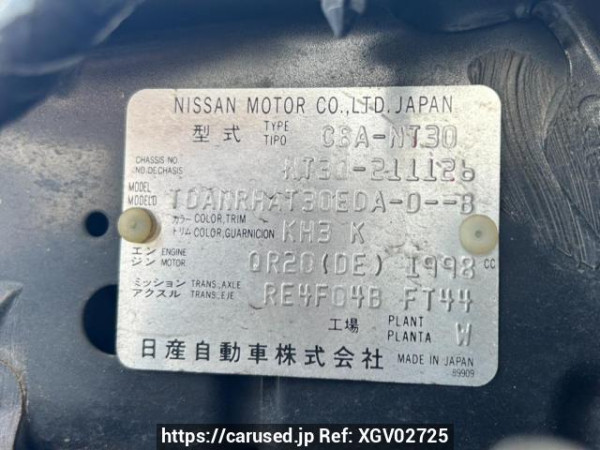 NISSAN MOTOR CO.,LTD. JAPAN
型式 TYPE TIPO CBA-NT30
CHASSIS NO NO.DE CHASIS NT30-211126
MODEL MODELO
カラー COLOR,TRIM トリム COLOR,GUARNICION KH3 K
エンジン ENGINE MOTOR QR20(DE) 1998 cc
ミッション TRANS., AXLE アクスル TRANS., EJE RE4F04B FT44
工場 PLANT PLANTA W
日産自動車株式会社 MADE IN JAPAN
89909
https://carused.jp Ref: XGV02725